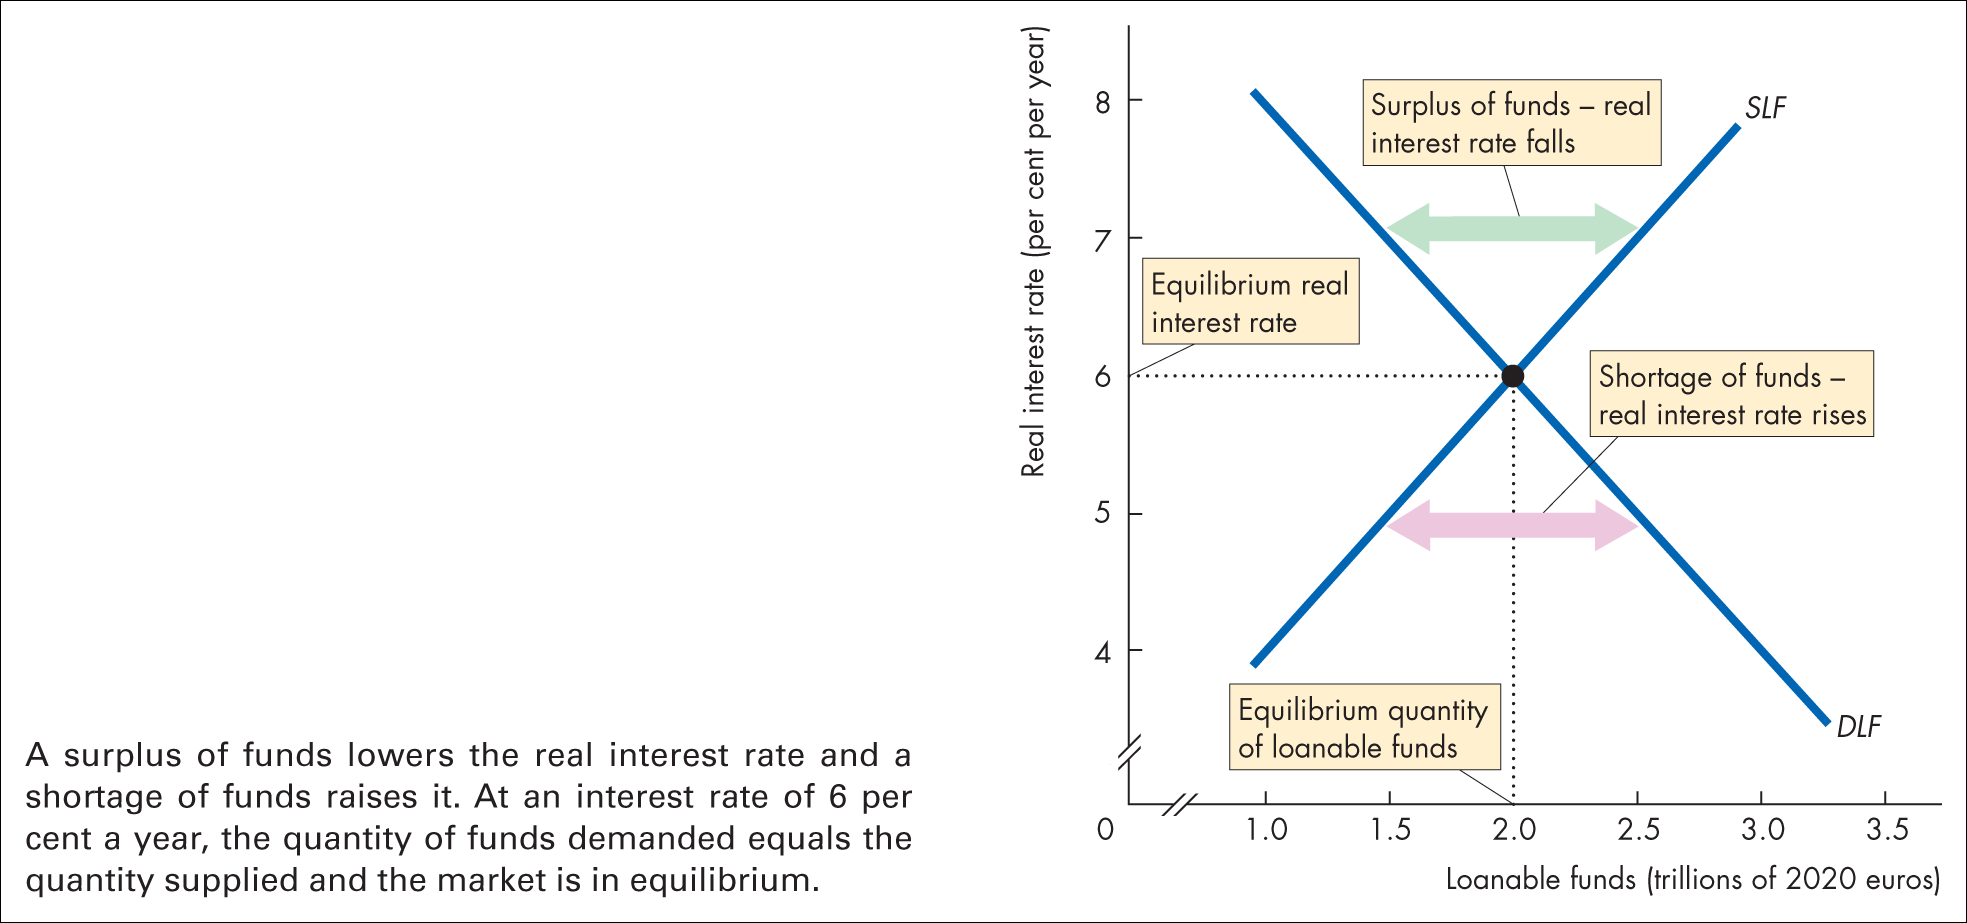 A surplus of funds lowers the real interest rate and a
shortage of funds raises it. At an interest rate of 6 per
cent a year, the quantity of funds demanded equals the
quantity supplied and the market is in equilibrium.
Real interest rate (per cent per year)
8
7
6
5
4
0
Surplus of funds – real
interest rate falls
SLF
Equilibrium real
interest rate
Shortage of funds –
real interest rate rises
Equilibrium quantity
of loanable funds
DLF
1.0 1.5 2.0 2.5 3.0 3.5
Loanable funds (trillions of 2020 euros)